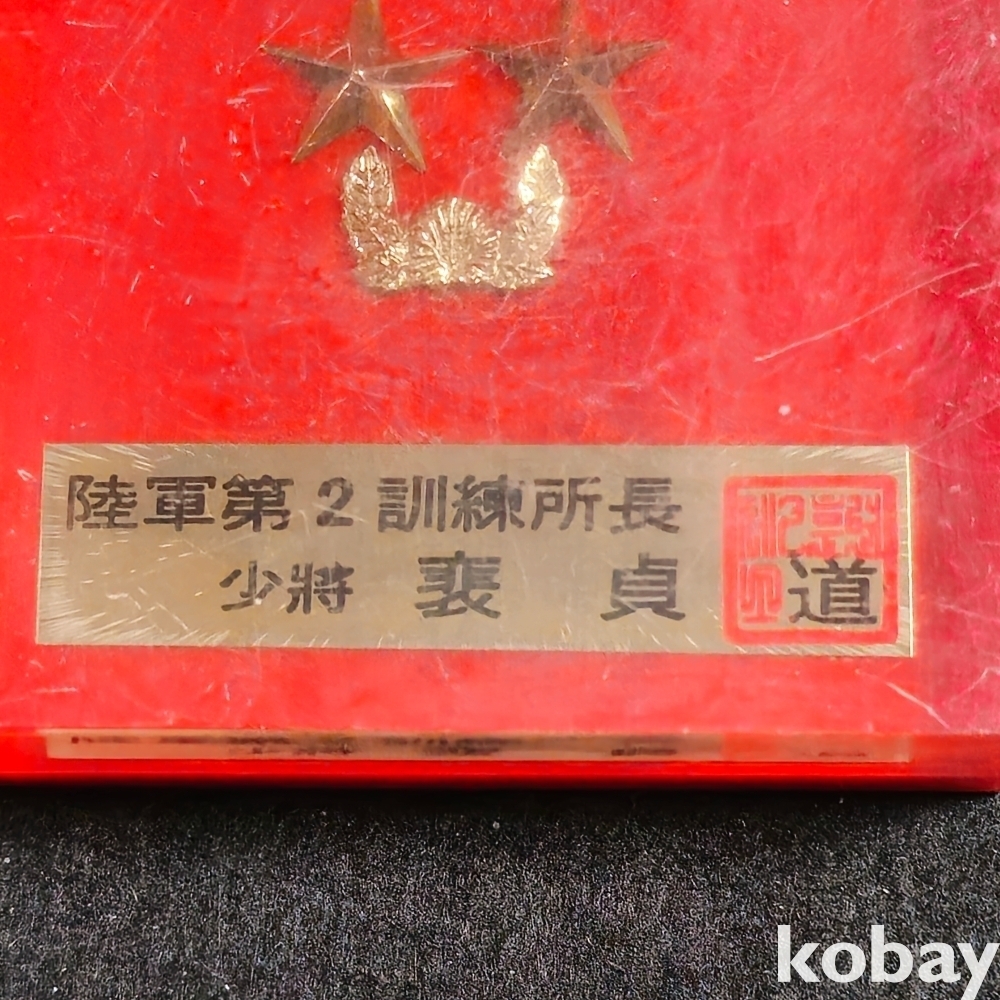 陸軍第2訓練所長
少將 裵 貞 道
kobay